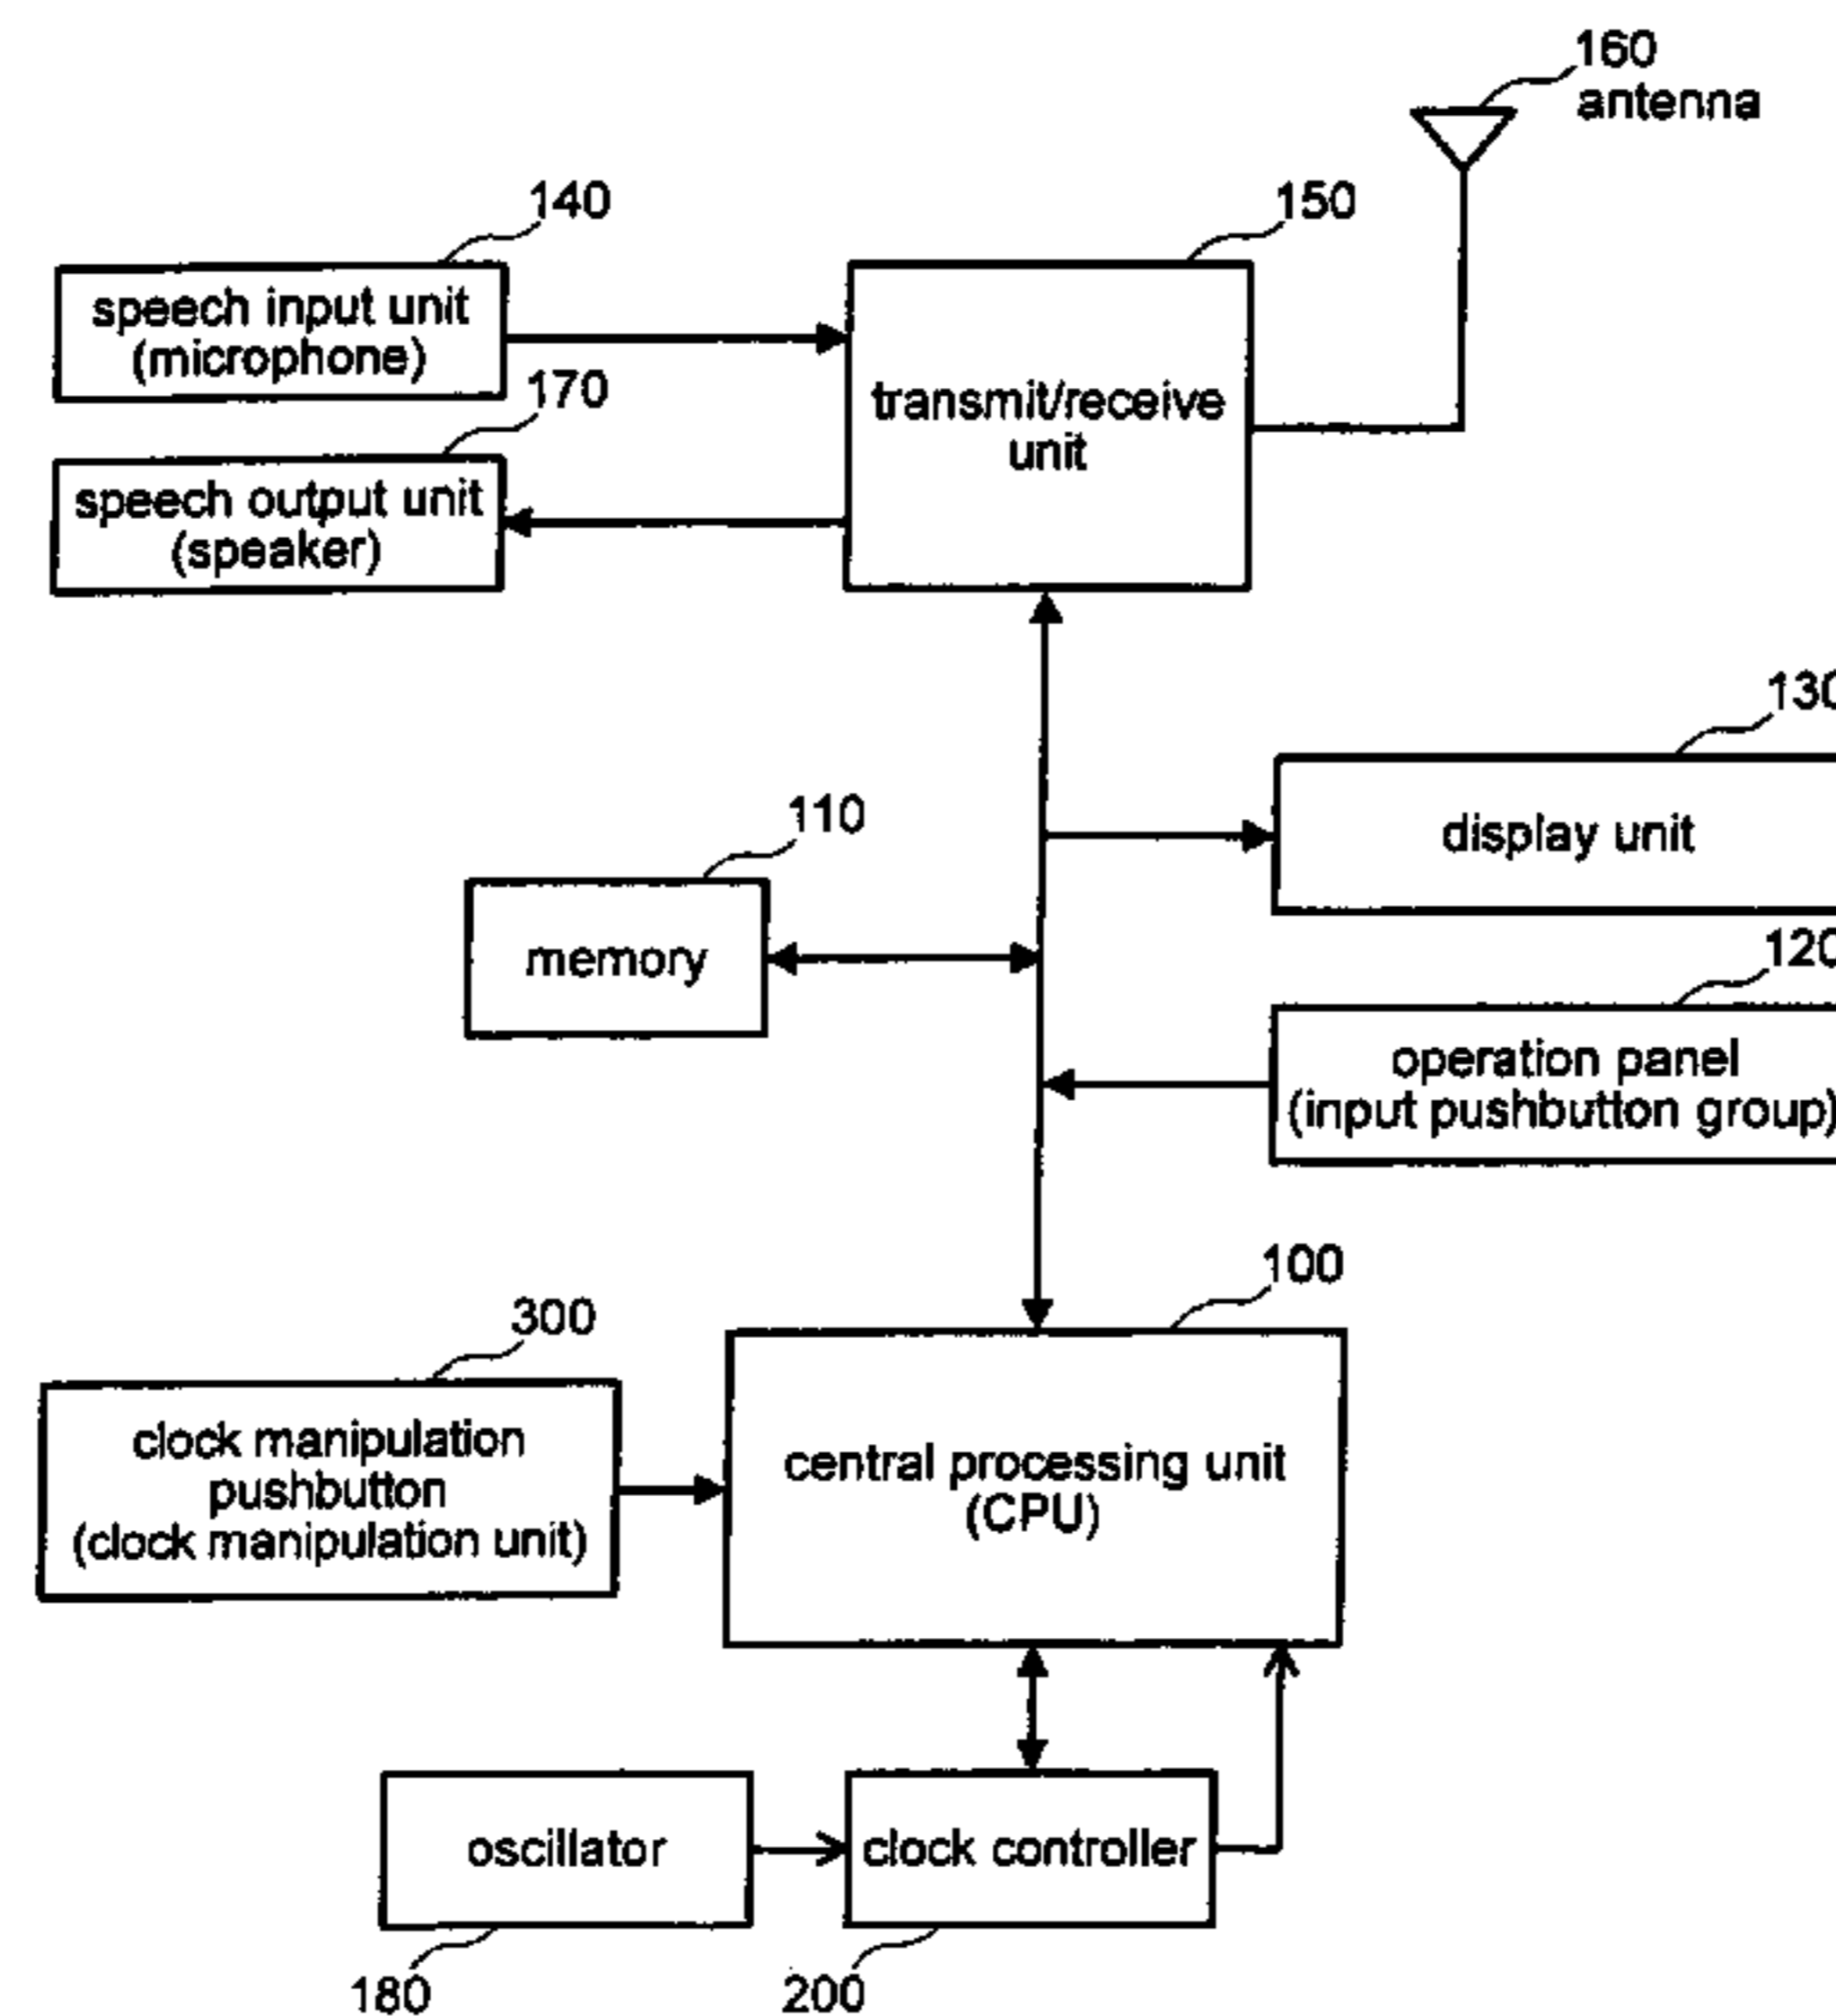 160
antenna
140
150
speech input unit
(microphone)
170
transmit/receive
unit
speech output unit
(speaker)
130
display unit
110
memory
120
operation panel
(input pushbutton group)
100
300
clock manipulation
pushbutton
(clock manipulation unit)
central processing unit
(CPU)
oscillator
clock controller
180
200